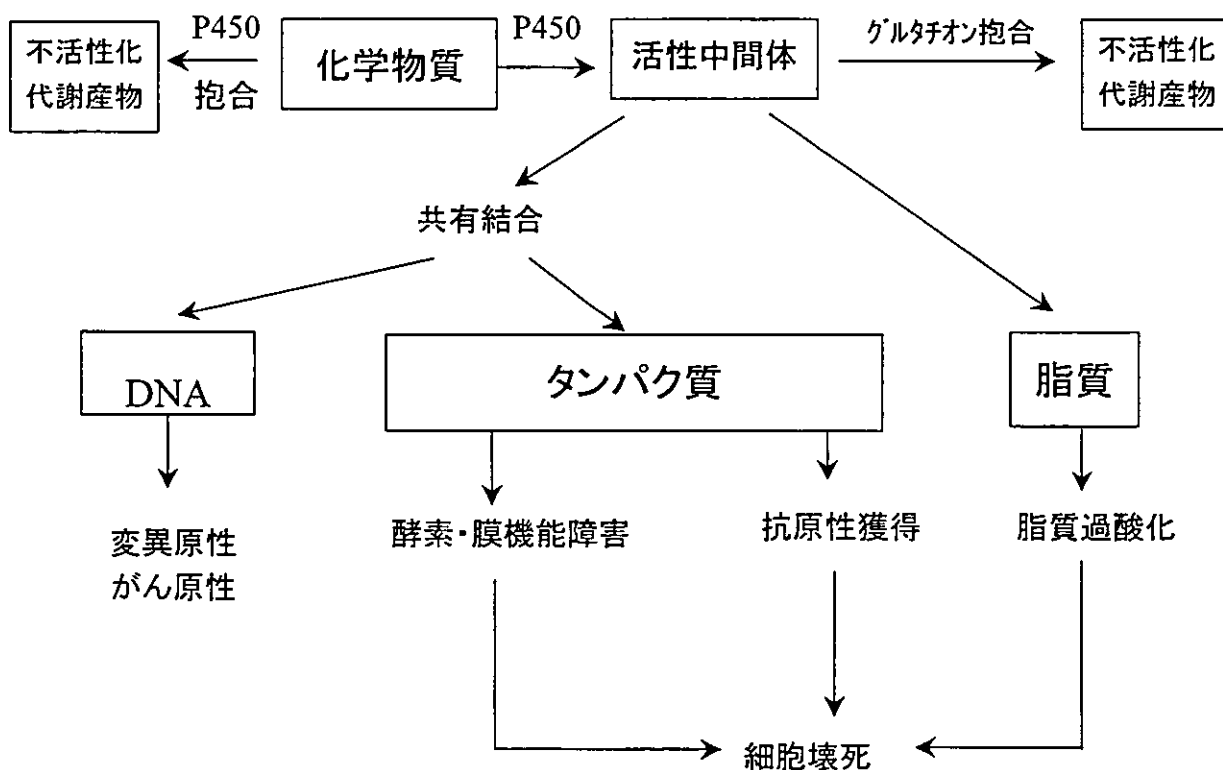 P450
P450
グルタチオン抱合
不活性化
代謝産物
化学物質
活性中間体
不活性化
代謝産物
抱合
共有結合
DNA
タンパク質
脂質
変異原性
がん原性
酵素・膜機能障害
抗原性獲得
脂質過酸化
細胞壊死